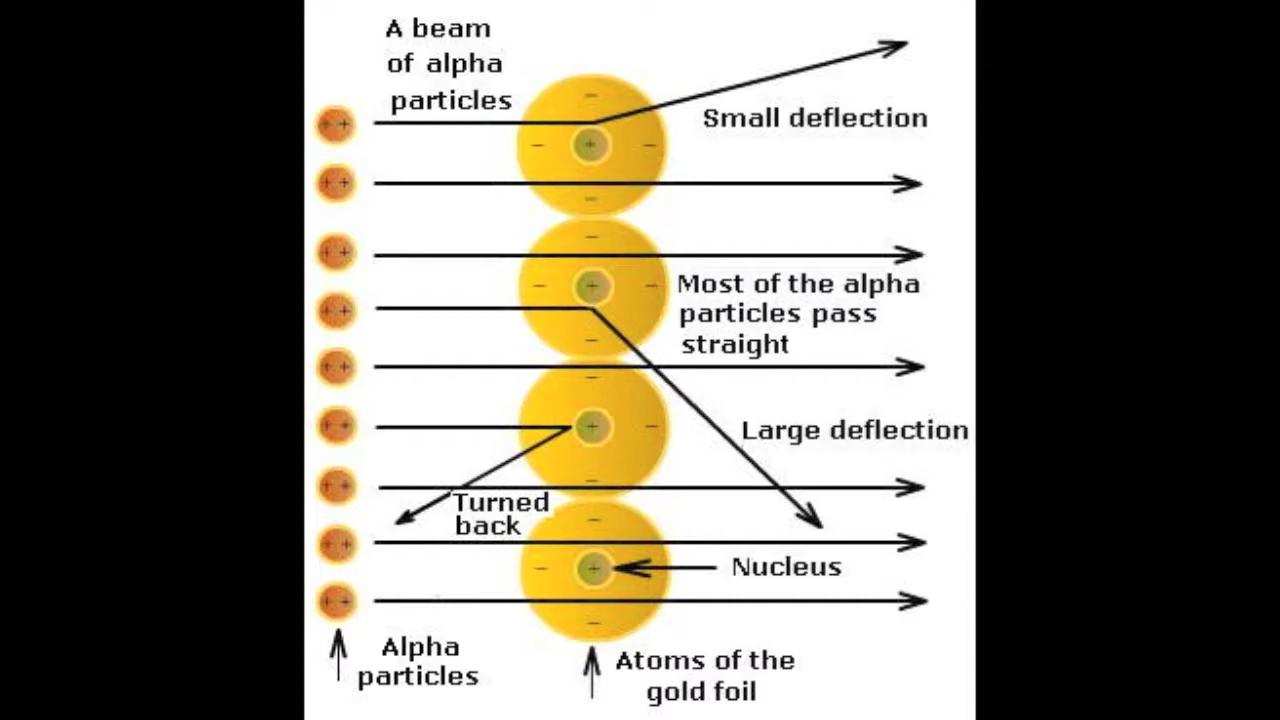 A beam
of alpha
particles
Small deflection
Most of the alpha
particles pass
straight
Large deflection
Turned
back
Nucleus
Alpha
particles
Atoms of the
gold foil